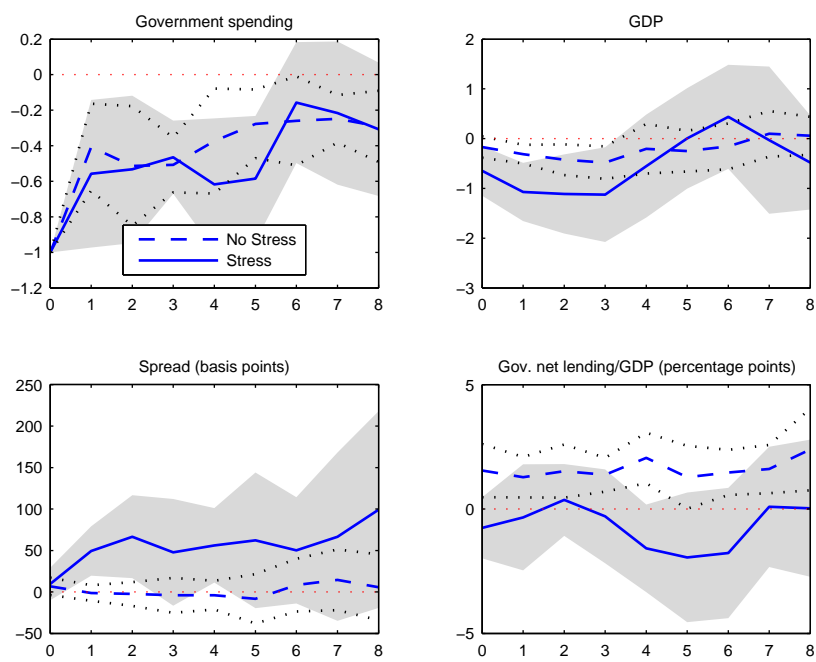 Government spending
0.2
0
−0.2
−0.4
−0.6
−0.8
−1
−1.2
No Stress
Stress
0 1 2 3 4 5 6 7 8
GDP
2
1
0
−1
−2
−3
0 1 2 3 4 5 6 7 8
Spread (basis points)
250
200
150
100
50
0
−50
0 1 2 3 4 5 6 7 8
Gov. net lending/GDP (percentage points)
5
0
−5
0 1 2 3 4 5 6 7 8